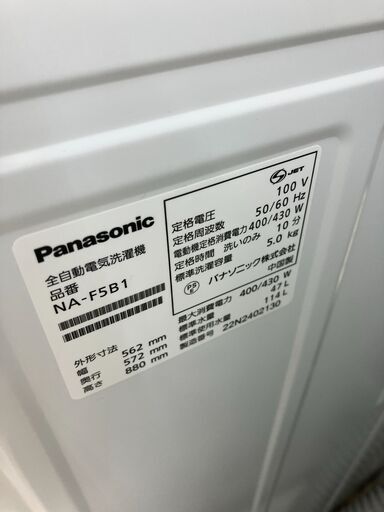 Panasonic
全自動電気洗濯機
品番
NA-F5B1
外形寸法
幅 562 mm
奥行 572 mm
高さ 880 mm
JET
定格電圧 100 V
定格周波数 50/60 Hz
電動機定格消費電力 400/430 W
定格時間 洗いのみ 10 分
標準洗濯容量 5.0 kg
PS E
パナソニック株式会社
中国製
最大消費電力 400/430 W
標準水量 47 L
標準使用水量 114 L
製造番号 22N2402130